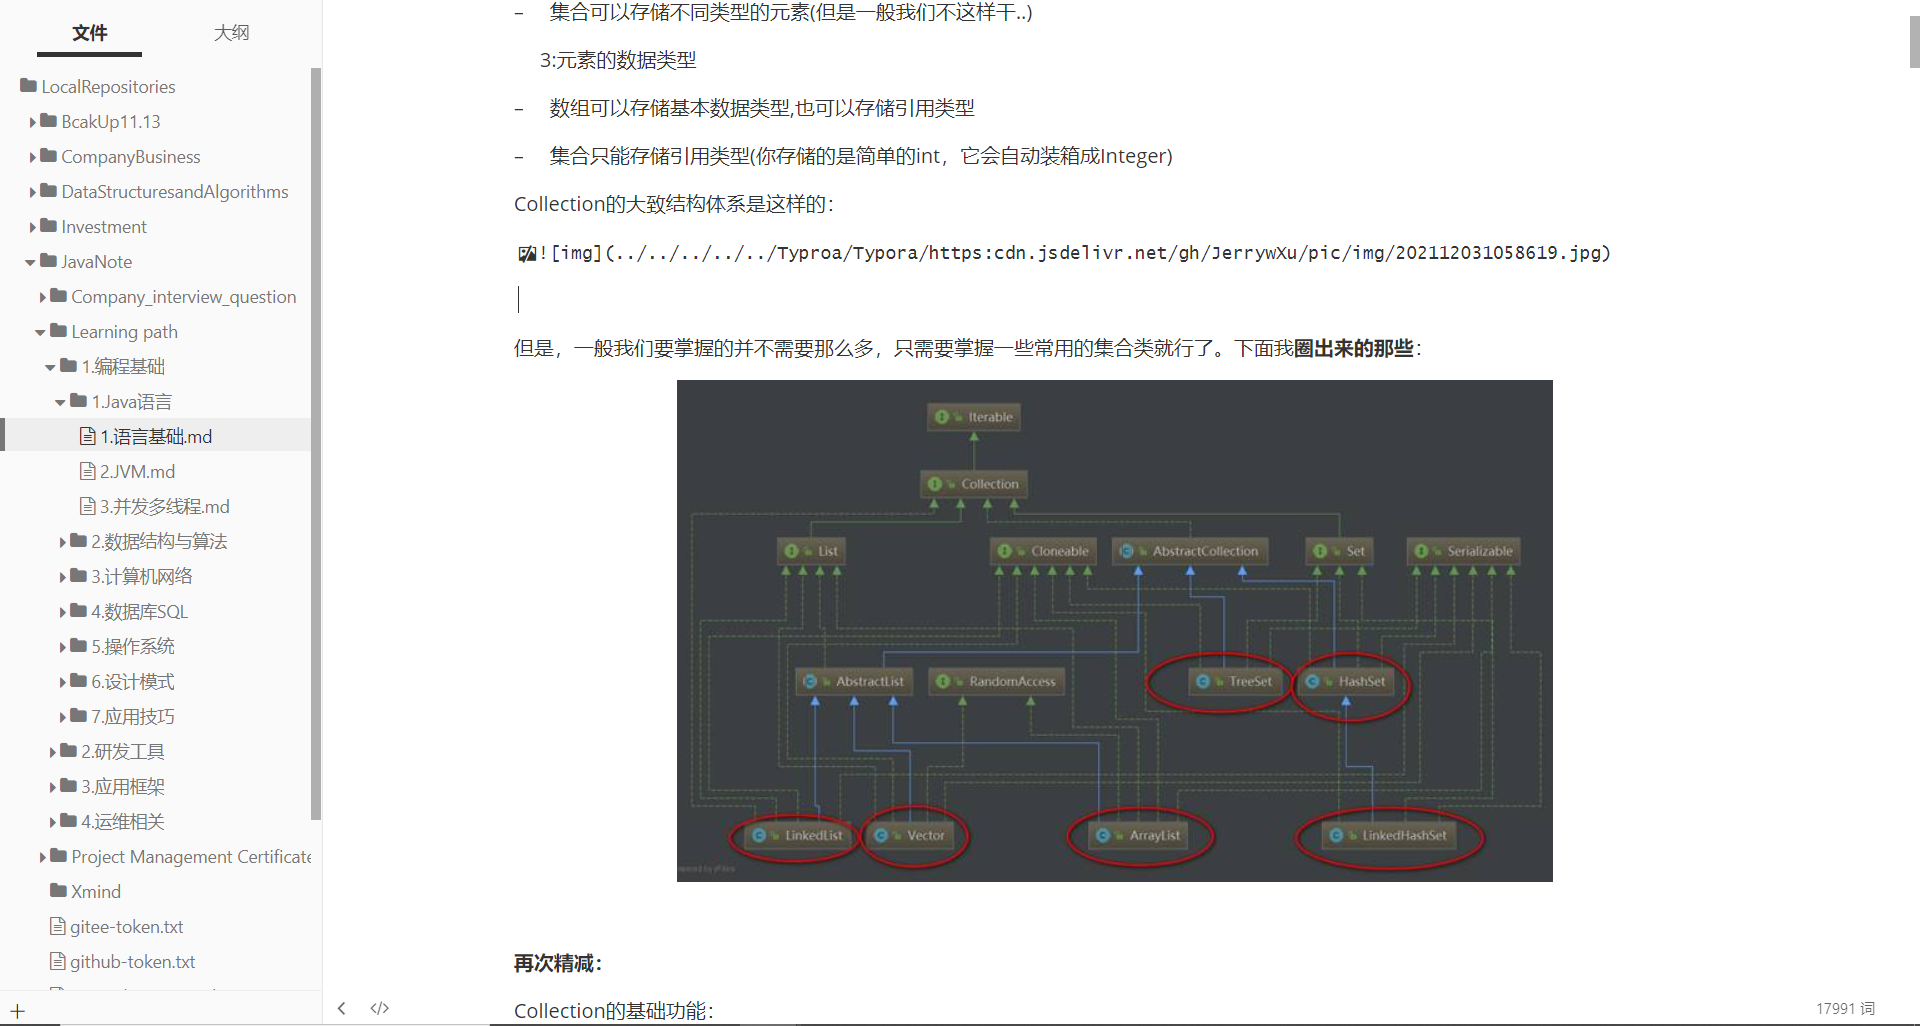 文件
大纲
LocalRepositories
BcakUp11.13
CompanyBusiness
DataStructuresandAlgorithms
Investment
JavaNote
Company_interview_question
Learning path
1.编程基础
1.Java语言
1.语言基础.md
2.JVM.md
3.并发多线程.md
2.数据结构与算法
3.计算机网络
4.数据库SQL
5.操作系统
6.设计模式
7.应用技巧
2.研发工具
3.应用框架
4.运维相关
Project Management Certificate
Xmind
gitee-token.txt
github-token.txt
– 集合可以存储不同类型的元素(但是一般我们不这样干..)
3:元素的数据类型
– 数组可以存储基本数据类型,也可以存储引用类型
– 集合只能存储引用类型(你存储的是简单的int，它会自动装箱成Integer)
Collection的大致结构体系是这样的：
![img](../../../../../Typroa/Typora/https:cdn.jsdelivr.net/gh/JerrywXu/pic/img/202112031058619.jpg)
但是，一般我们要掌握的并不需要那么多，只需要掌握一些常用的集合类就行了。下面我圈出来的那些：
Iterable
Collection
List
Cloneable
AbstractCollection
Set
Serializable
AbstractList
RandomAccess
TreeSet
HashSet
LinkedList
Vector
ArrayList
LinkedHashSet
再次精减：
Collection的基础功能：
17991 词